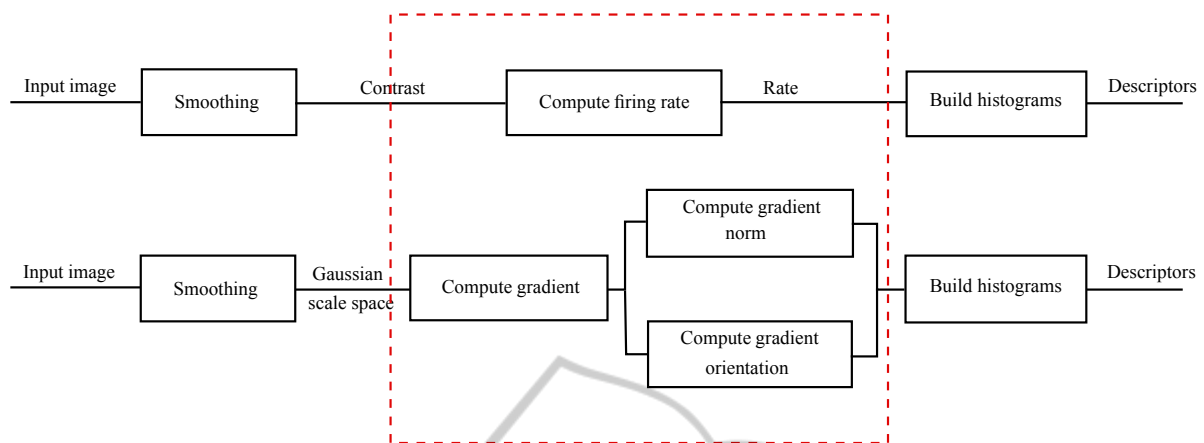 Input image
Smoothing
Contrast
Compute firing rate
Rate
Build histograms
Descriptors
Input image
Smoothing
Gaussian
scale space
Compute gradient
Compute gradient
norm
Compute gradient
orientation
Build histograms
Descriptors